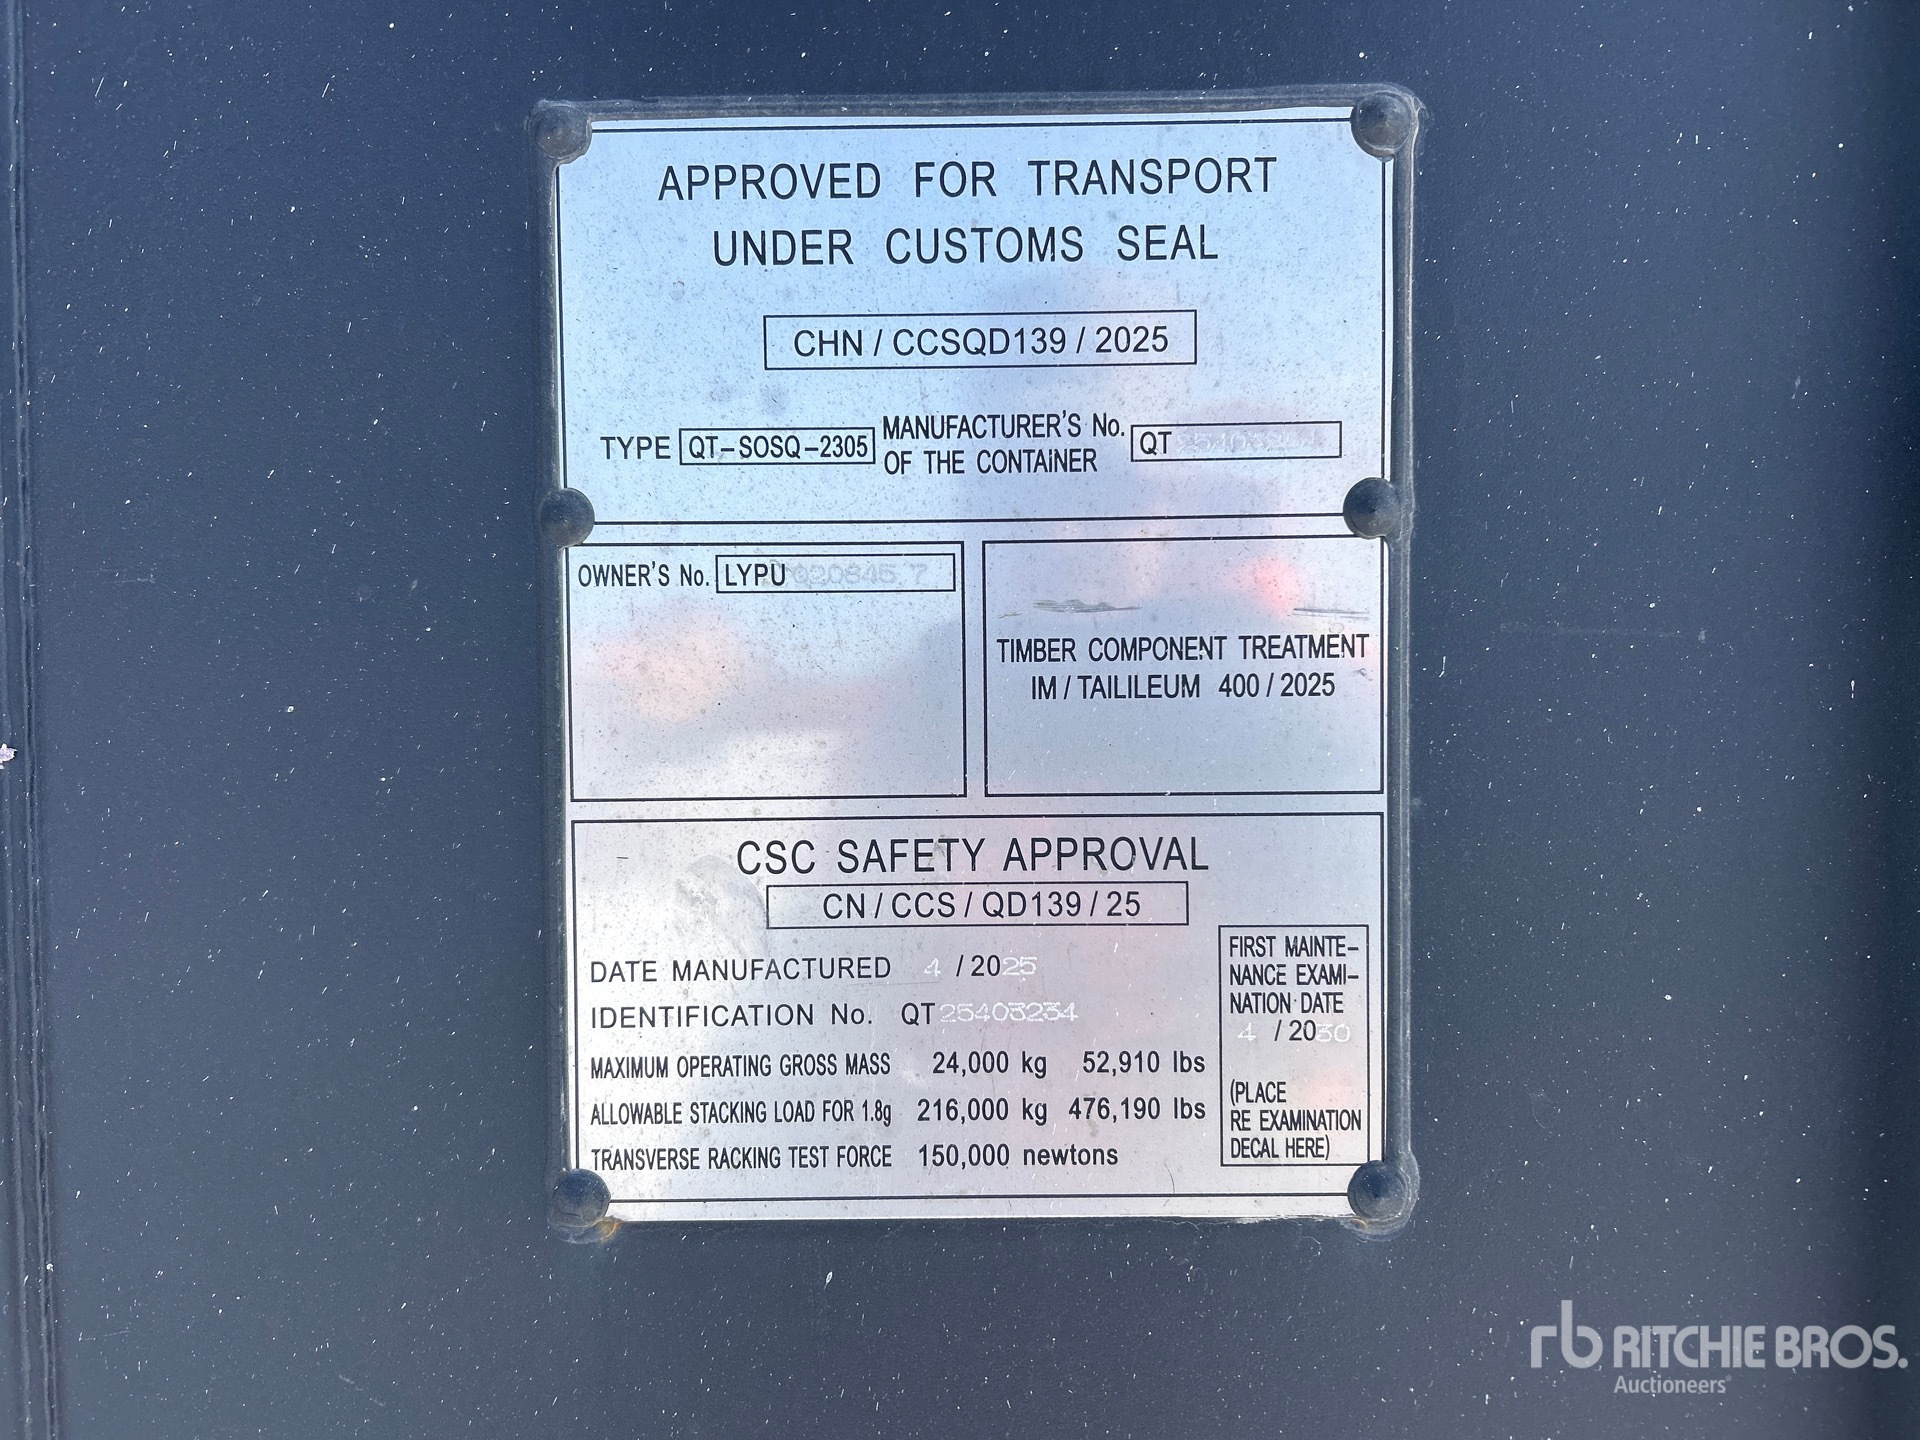 APPROVED FOR TRANSPORT
UNDER CUSTOMS SEAL
CHN / CCSQD139 / 2025
TYPE QT-SOSQ-2305 MANUFACTURER'S No. OF THE CONTAINER QT 25403234
OWNER'S No. LYPU 020845 7
TIMBER COMPONENT TREATMENT
IM / TAILILEUM 400 / 2025
CSC SAFETY APPROVAL
CN / CCS / QD139 / 25
DATE MANUFACTURED 4 / 2025
IDENTIFICATION No. QT25403234
MAXIMUM OPERATING GROSS MASS 24,000 kg 52,910 lbs
ALLOWABLE STACKING LOAD FOR 1.8g 216,000 kg 476,190 lbs
TRANSVERSE RACKING TEST FORCE 150,000 newtons
FIRST MAINTE-
NANCE EXAMI-
NATION DATE
4 / 2030
(PLACE
RE EXAMINATION
DECAL HERE)
rb RITCHIE BROS.
Auctioneers